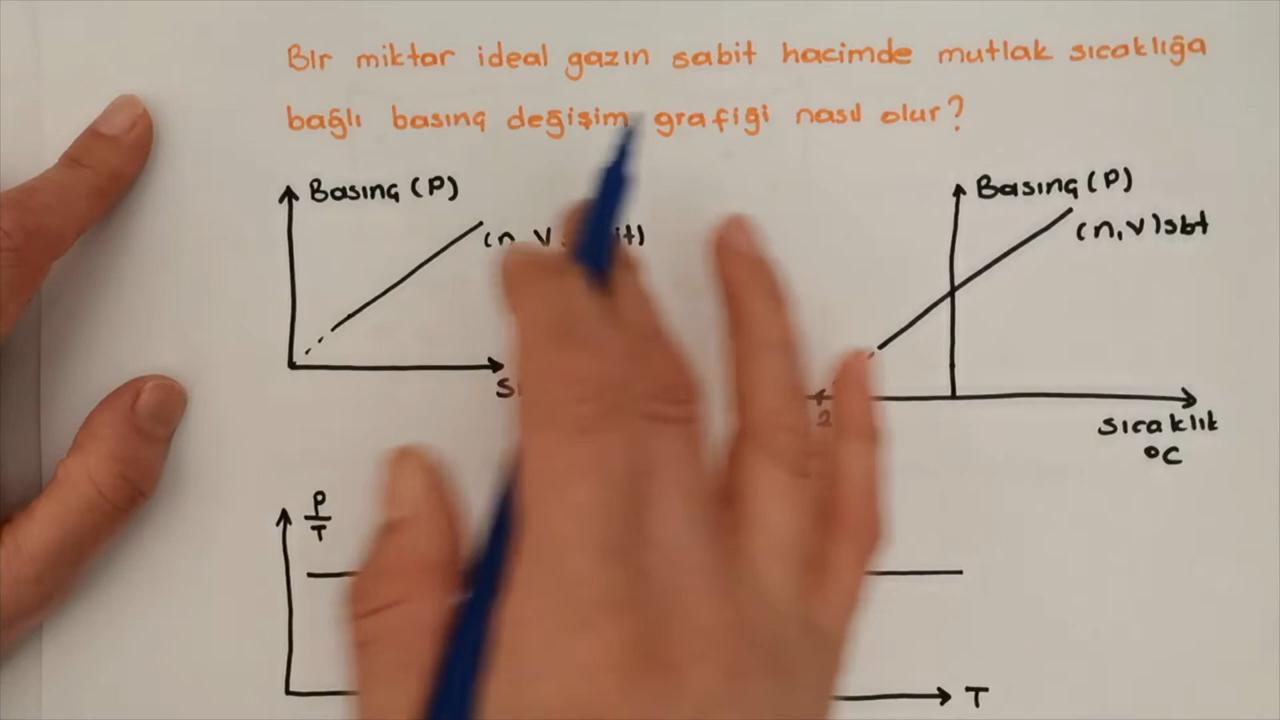 Bir miktar ideal gazın sabit hacimde mutlak sıcaklığa
bağlı basınç değişim grafiği nasıl olur?
Basınç (P)
Basınç (P)
(n, V)sbt
Sıcaklık
°C
P
T
T